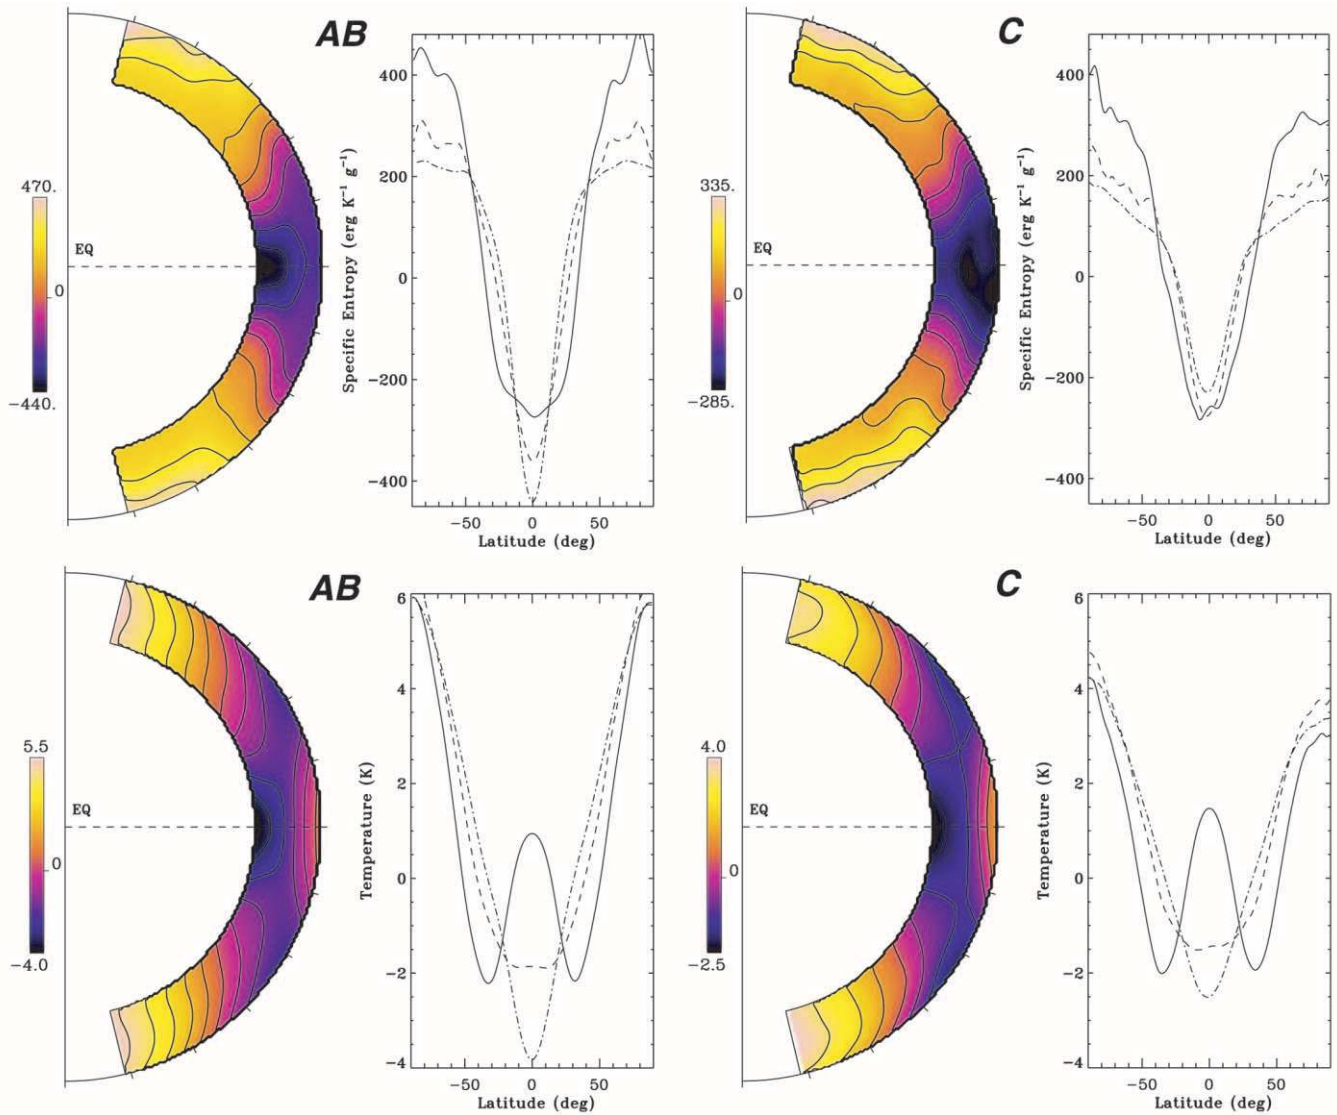 AB
C
470.
0
−440.
EQ
Specific Entropy (erg K⁻¹ g⁻¹)
400
200
0
−200
−400
−50
0
50
Latitude (deg)
335.
0
−285.
EQ
Specific Entropy (erg K⁻¹ g⁻¹)
400
200
0
−200
−400
−50
0
50
Latitude (deg)
AB
C
5.5
0
−4.0
EQ
Temperature (K)
6
4
2
0
−2
−4
−50
0
50
Latitude (deg)
4.0
0
−2.5
EQ
Temperature (K)
6
4
2
0
−2
−4
−50
0
50
Latitude (deg)